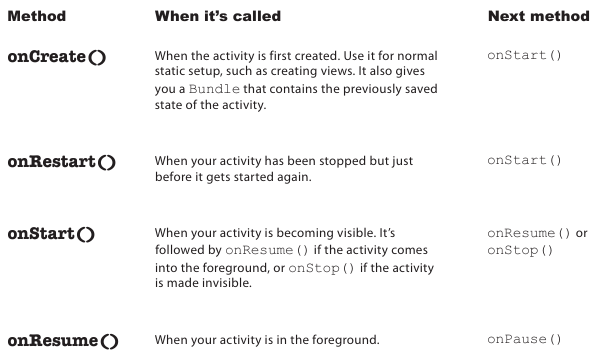 Method When it's called Next method
onCreate() When the activity is first created. Use it for normal onStart()
static setup, such as creating views. It also gives
you a Bundle that contains the previously saved
state of the activity.
onRestart() When your activity has been stopped but just onStart()
before it gets started again.
onStart() When your activity is becoming visible. It's onResume() or
followed by onResume() if the activity comes onStop()
into the foreground, or onStop() if the activity
is made invisible.
onResume() When your activity is in the foreground. onPause()